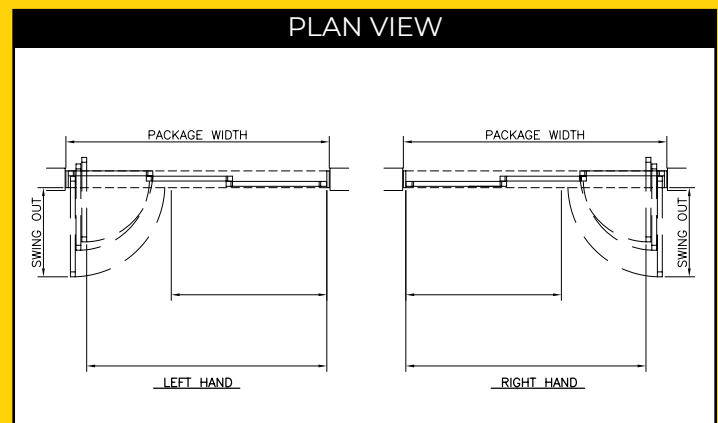 PLAN VIEW
PACKAGE WIDTH
PACKAGE WIDTH
SWING OUT
SWING OUT
LEFT HAND
RIGHT HAND